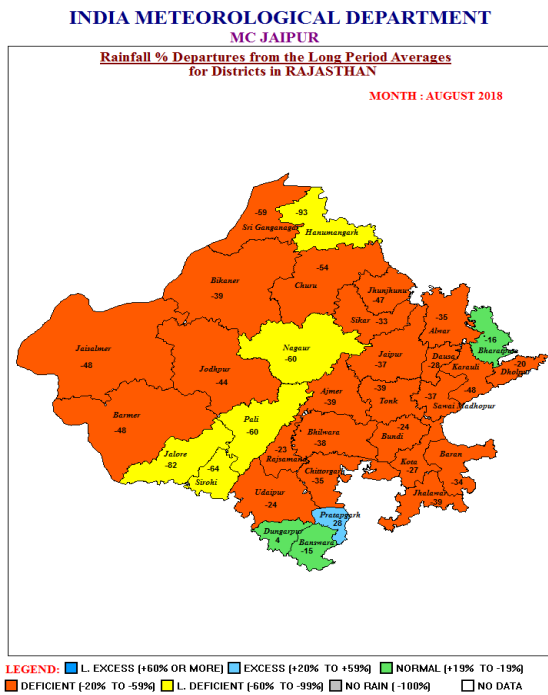 INDIA METEOROLOGICAL DEPARTMENT
MC JAIPUR
Rainfall % Departures from the Long Period Averages
for Districts in RAJASTHAN
MONTH : AUGUST 2018
-59
Sri Ganganagar
-93
Hanumangarh
-54
Churu
Bikaner
-39
Jhunjhunu
-47
Sikar -33
-35
Alwar
-16
Bharatpur
Jaisalmer
-48
Jodhpur
-44
Nagaur
-60
Jaipur
-37
Dausa
-28
Karauli
-48
-20
Dholpur
Barmer
-48
Ajmer
-39
-39
Tonk
-37
Sawai Madhopur
Pali
-60
Jalore
-82
-64
Sirohi
-23
Rajsamand
Bhilwara
-38
-24
Bundi
Chittorgarh
-35
Kota
-27
Baran
-34
Jhalawar
-39
Udaipur
-24
Pratapgarh
28
Dungarpur
4
Banswara
-15
LEGEND: L. EXCESS (+60% OR MORE) EXCESS (+20% TO +59%) NORMAL (+19% TO -19%)
DEFICIENT (-20% TO -59%) L. DEFICIENT (-60% TO -99%) NO RAIN (-100%) NO DATA